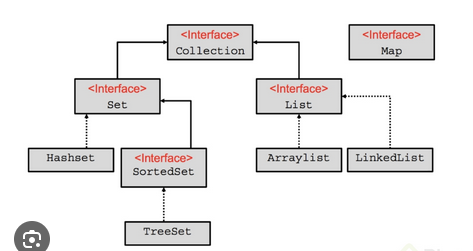 <Interface>
Collection
<Interface>
Map
<Interface>
Set
<Interface>
List
Hashset
<Interface>
SortedSet
Arraylist
LinkedList
TreeSet